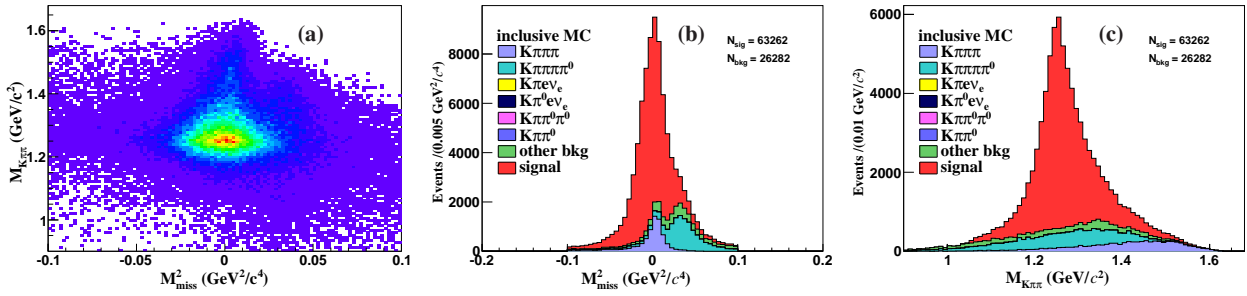 (a)
M_Kππ (GeV/c²)
1.6
1.4
1.2
1
-0.1
-0.05
0
0.05
0.1
M²_miss (GeV²/c⁴)
(b)
Events /(0.005 GeV²/c⁴)
8000
6000
4000
2000
0
inclusive MC
Kπππ
Kππππ⁰
Kπeν_e
Kπ⁰eν_e
Kππ⁰π⁰
Kππ⁰
other bkg
signal
N_sig = 63262
N_bkg = 26282
-0.2
-0.1
0
0.1
0.2
M²_miss (GeV²/c⁴)
(c)
Events /(0.01 GeV/c²)
6000
4000
2000
0
inclusive MC
Kπππ
Kππππ⁰
Kπeν_e
Kπ⁰eν_e
Kππ⁰π⁰
Kππ⁰
other bkg
signal
N_sig = 63262
N_bkg = 26282
1
1.2
1.4
1.6
M_Kππ (GeV/c²)